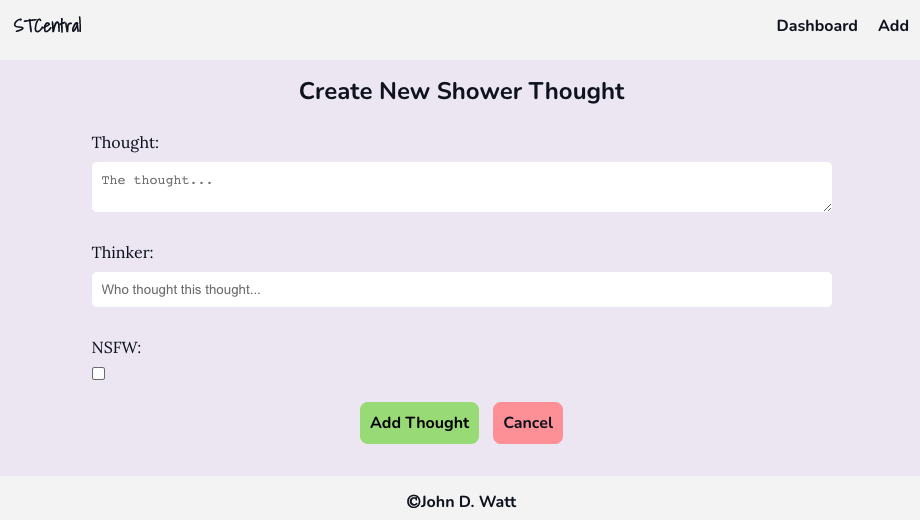 STCentral
Dashboard Add
Create New Shower Thought
Thought:
The thought...
Thinker:
Who thought this thought...
NSFW:
Add Thought Cancel
©John D. Watt